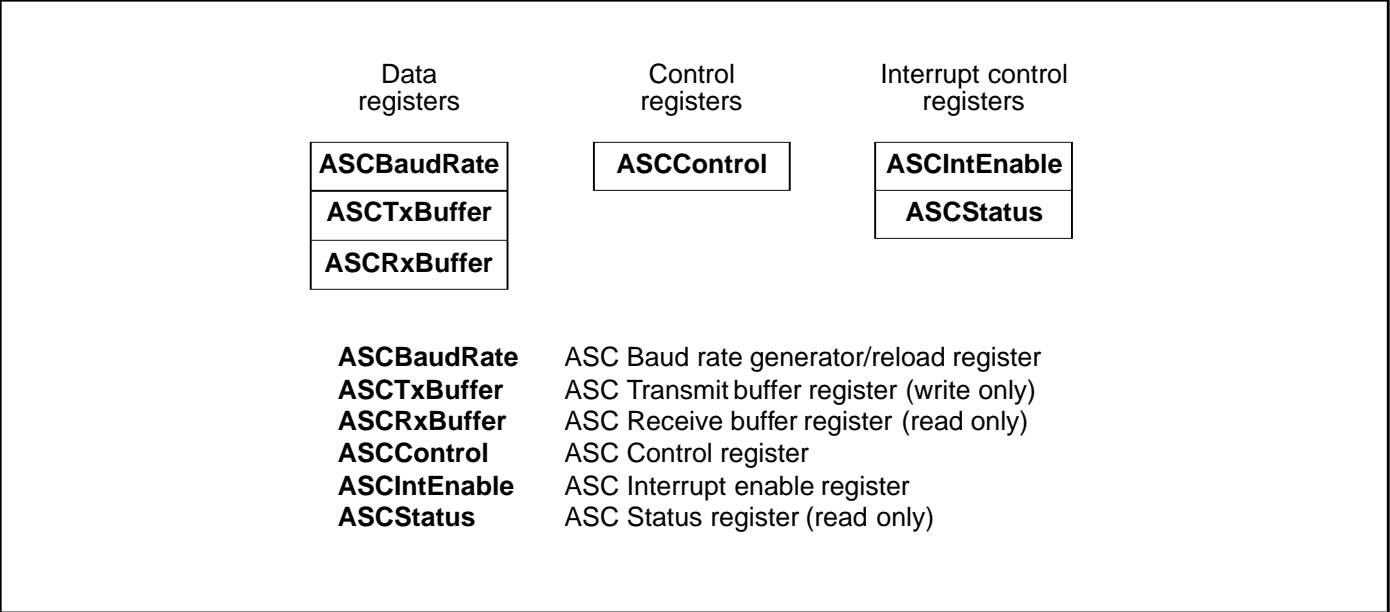 Data registers
Control registers
Interrupt control registers
ASCBaudRate
ASCTxBuffer
ASCRxBuffer
ASCControl
ASCIntEnable
ASCStatus
ASCBaudRate ASC Baud rate generator/reload register
ASCTxBuffer ASC Transmit buffer register (write only)
ASCRxBuffer ASC Receive buffer register (read only)
ASCControl ASC Control register
ASCIntEnable ASC Interrupt enable register
ASCStatus ASC Status register (read only)